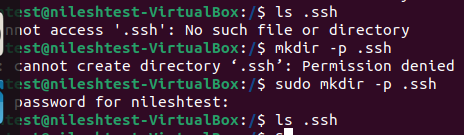 test@nileshtest-VirtualBox:/$ ls .ssh
nnot access '.ssh': No such file or directory
test@nileshtest-VirtualBox:/$ mkdir -p .ssh
cannot create directory ‘.ssh’: Permission denied
test@nileshtest-VirtualBox:/$ sudo mkdir -p .ssh
password for nileshtest:
test@nileshtest-VirtualBox:/$ ls .ssh